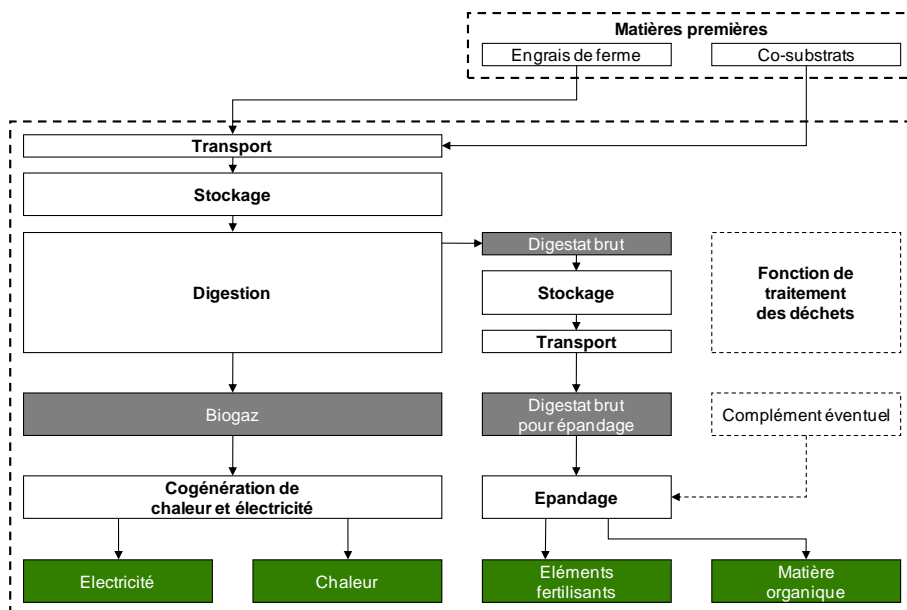 Matières premières
Engrais de ferme
Co-substrats
Transport
Stockage
Digestion
Digestat brut
Stockage
Transport
Fonction de
traitement
des déchets
Biogaz
Digestat brut
pour épandage
Complément éventuel
Cogénération de
chaleur et électricité
Epandage
Electricité
Chaleur
Eléments
fertilisants
Matière
organique